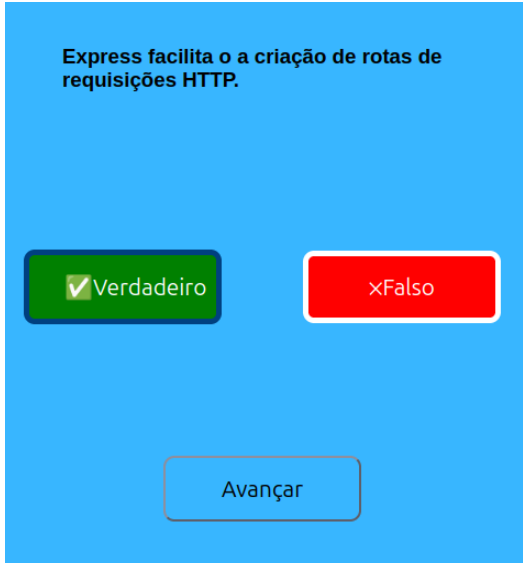 Express facilita o a criação de rotas de
requisições HTTP.
✅Verdadeiro
×Falso
Avançar